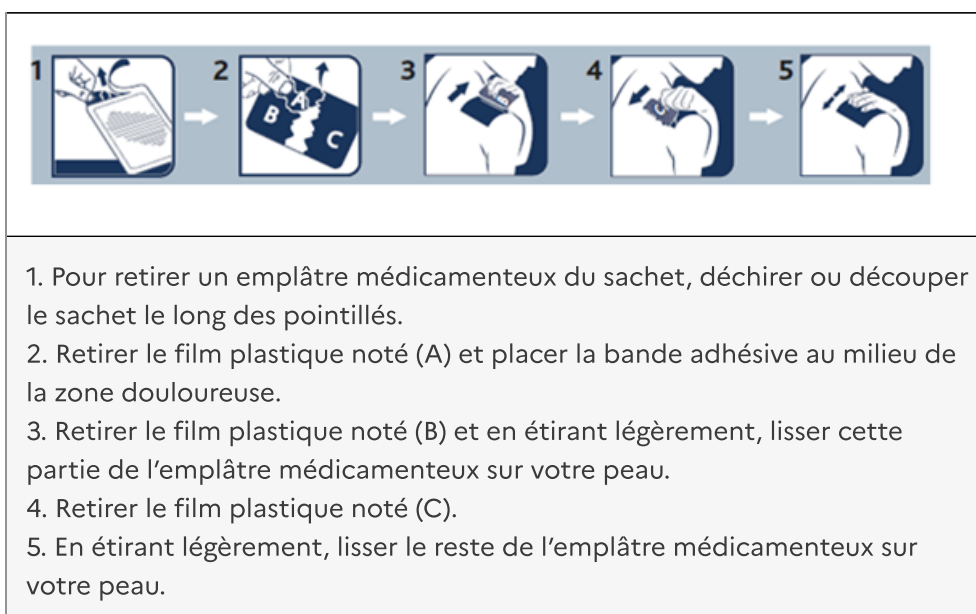 1 2 3 4 5
A
B
C
1. Pour retirer un emplâtre médicamenteux du sachet, déchirer ou découper
le sachet le long des pointillés.
2. Retirer le film plastique noté (A) et placer la bande adhésive au milieu de
la zone douloureuse.
3. Retirer le film plastique noté (B) et en étirant légèrement, lisser cette
partie de l’emplâtre médicamenteux sur votre peau.
4. Retirer le film plastique noté (C).
5. En étirant légèrement, lisser le reste de l’emplâtre médicamenteux sur
votre peau.